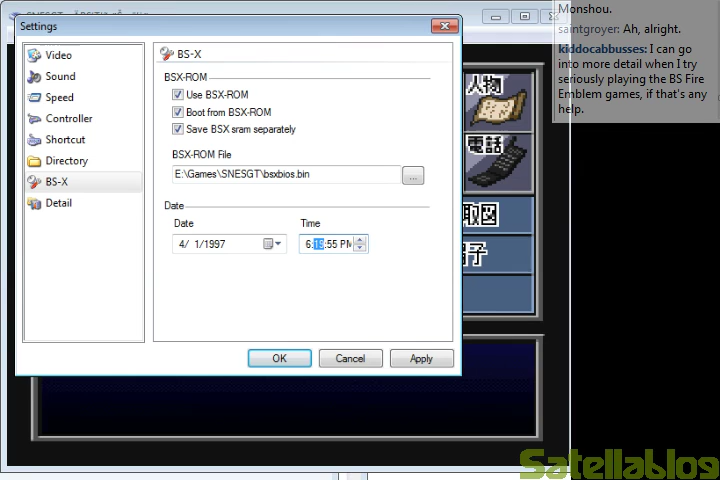 Monshou.
saintgroyer: Ah, alright.
kiddocabbusses: I can go
into more detail when I try
seriously playing the BS Fire
Emblem games, if that's any
help.
Settings
Video
Sound
Speed
Controller
Shortcut
Directory
BS-X
Detail
BS-X
BSX-ROM
Use BSX-ROM
Boot from BSX-ROM
Save BSX sram separately
BSX-ROM File
E:\Games\SNESGT\bsxbios.bin
...
Date
Date
Time
4/ 1/1997
6:19:55 PM
OK
Cancel
Apply
人物
電話
取図
Satellablog